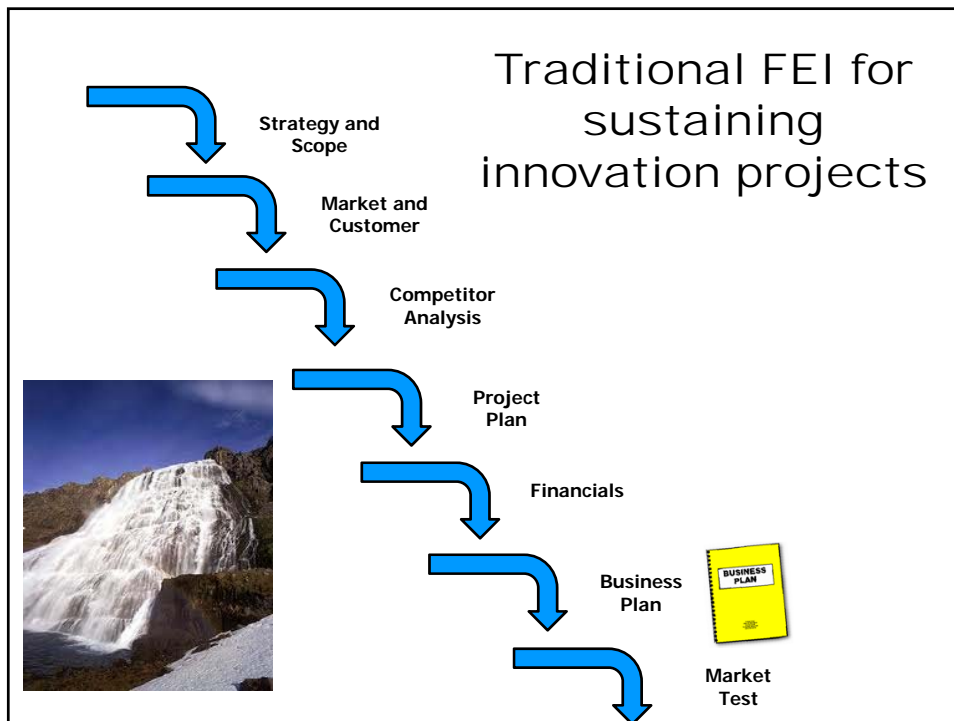 Traditional FEI for
sustaining
innovation projects
Strategy and
Scope
Market and
Customer
Competitor
Analysis
Project
Plan
Financials
Business
Plan
BUSINESS
PLAN
Market
Test